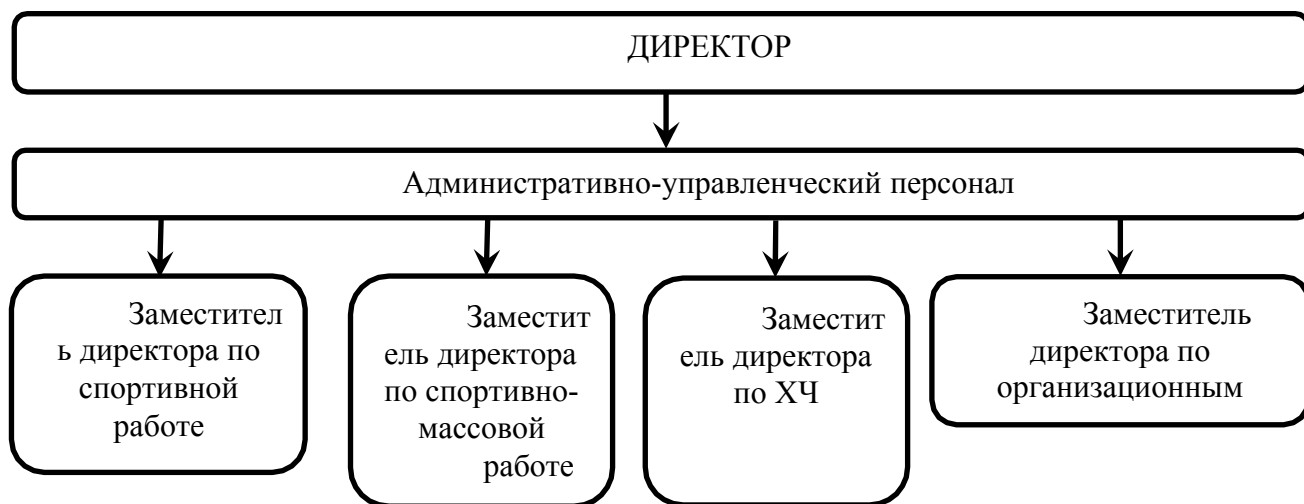 ДИРЕКТОР
Административно-управленческий персонал
Заместител
ь директора по
спортивной
работе
Заместит
ель директора
по спортивно-
массовой
работе
Заместит
ель директора
по ХЧ
Заместитель
директора по
организационным